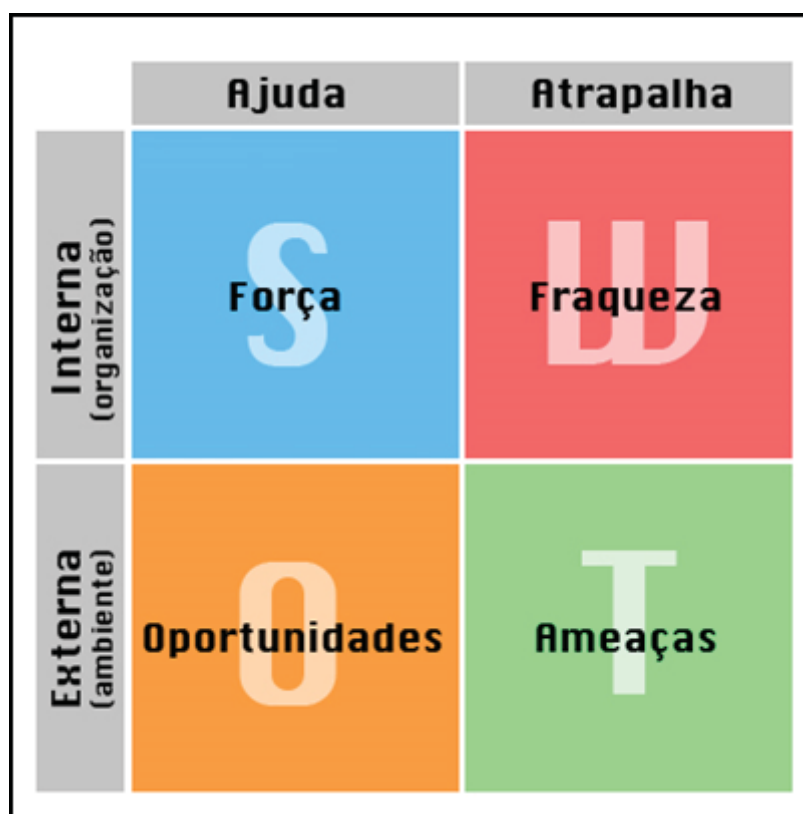 Ajuda
Atrapalha
Interna
(organização)
S
Força
W
Fraqueza
Externa
(ambiente)
O
Oportunidades
T
Ameaças